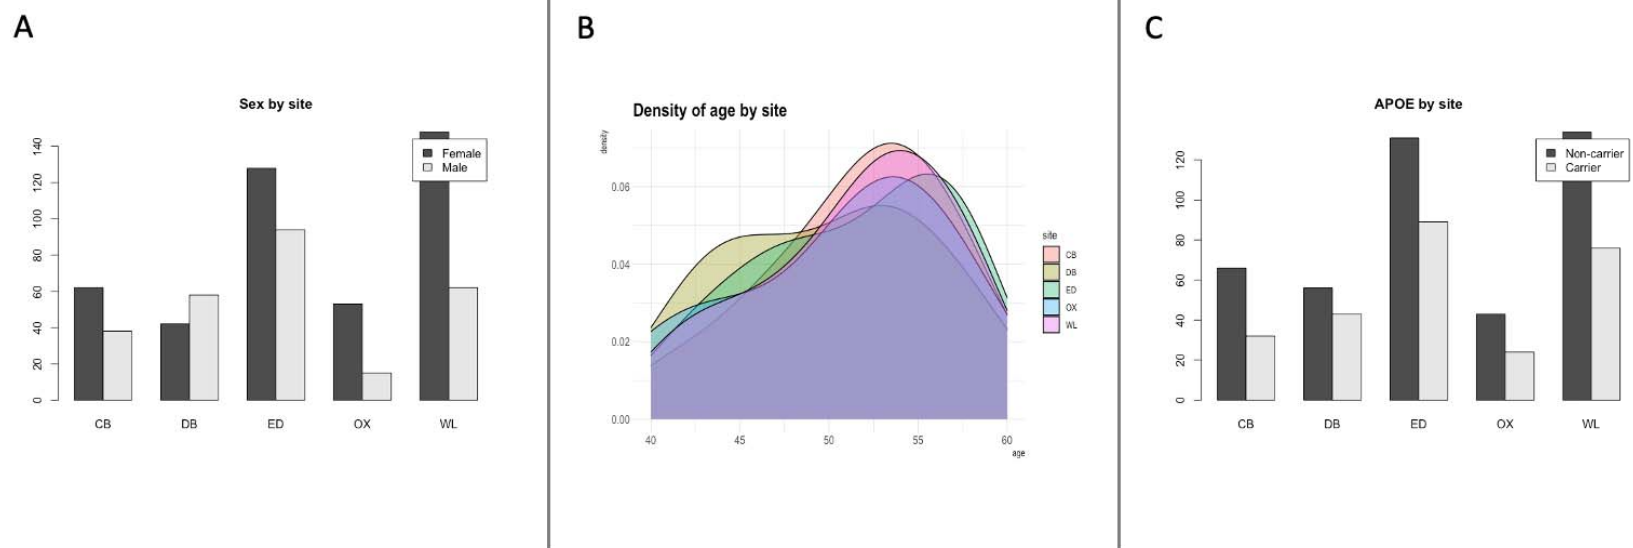 A
Sex by site
140
120
100
80
60
40
20
0
Female
Male
CB DB ED OX WL
B
Density of age by site
density
0.06
0.04
0.02
0.00
40 45 50 55 60
age
site
CB
DB
ED
OX
WL
C
APOE by site
120
100
80
60
40
20
0
Non-carrier
Carrier
CB DB ED OX WL